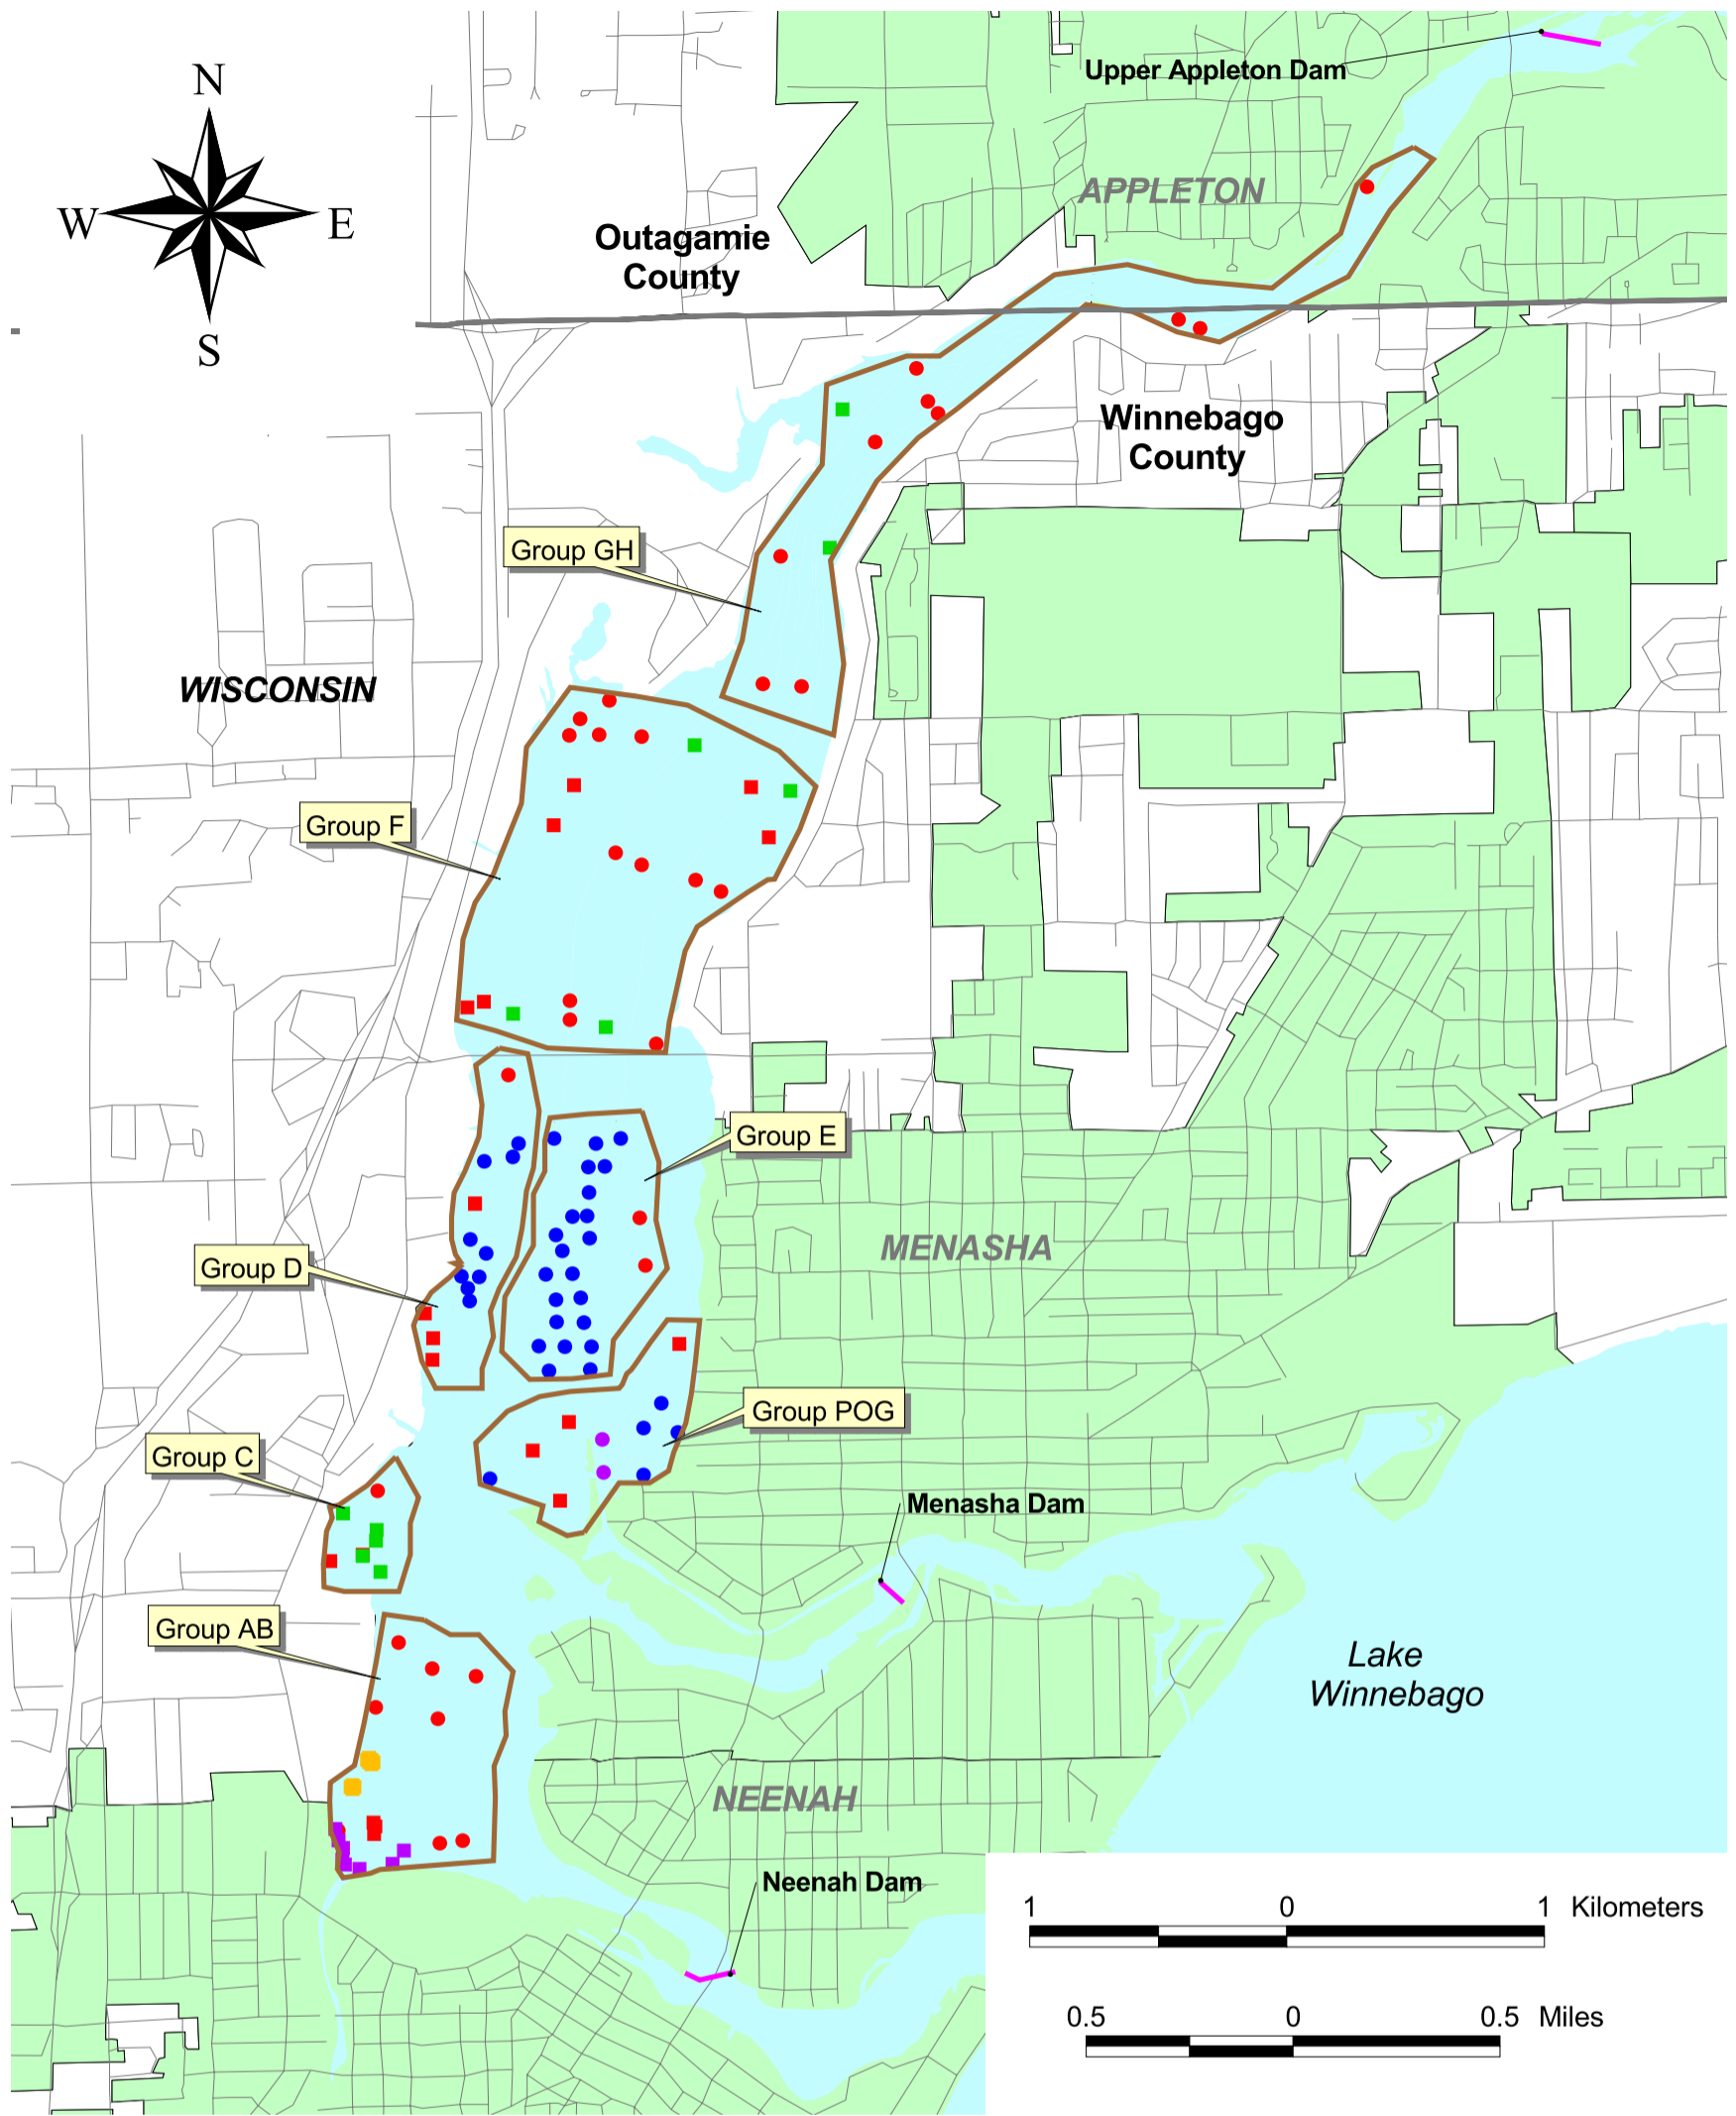 Upper Appleton Dam
N
W
E
S
APPLETON
Outagamie
County
Winnebago
County
Group GH
WISCONSIN
Group F
Group E
MENASHA
Group D
Group POG
Group C
Menasha Dam
Group AB
Lake
Winnebago
NEENAH
Neenah Dam
1 0 1 Kilometers
0.5 0 0.5 Miles